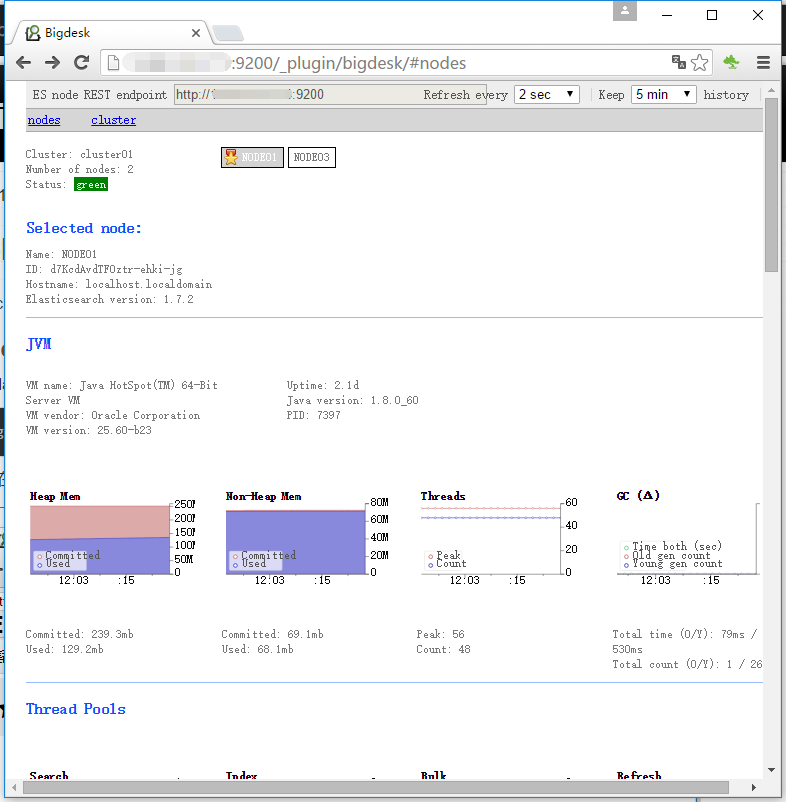 Bigdesk
:9200/_plugin/bigdesk/#nodes
ES node REST endpoint http://1 :9200 Refresh every 2 sec Keep 5 min history
nodes cluster
Cluster: cluster01
Number of nodes: 2
Status: green
NODE01 NODE03
Selected node:
Name: NODE01
ID: d7KcdAvdTFOztr-ehki-jg
Hostname: localhost.localdomain
Elasticsearch version: 1.7.2
JVM
VM name: Java HotSpot(TM) 64-Bit
Server VM
VM vendor: Oracle Corporation
VM version: 25.60-b23
Uptime: 2.1d
Java version: 1.8.0_60
PID: 7397
Heap Mem
250M
200M
150M
100M
50M
0
Committed
Used
12:03 :15
Committed: 239.3mb
Used: 129.2mb
Non-Heap Mem
80M
60M
40M
20M
0
Committed
Used
12:03 :15
Committed: 69.1mb
Used: 68.1mb
Threads
60
40
20
0
Peak
Count
12:03 :15
Peak: 56
Count: 48
GC (Δ)
Time both (sec)
Old gen count
Young gen count
12:03 :15
Total time (O/Y): 79ms /
530ms
Total count (O/Y): 1 / 26
Thread Pools
Search Index Bulk Refresh